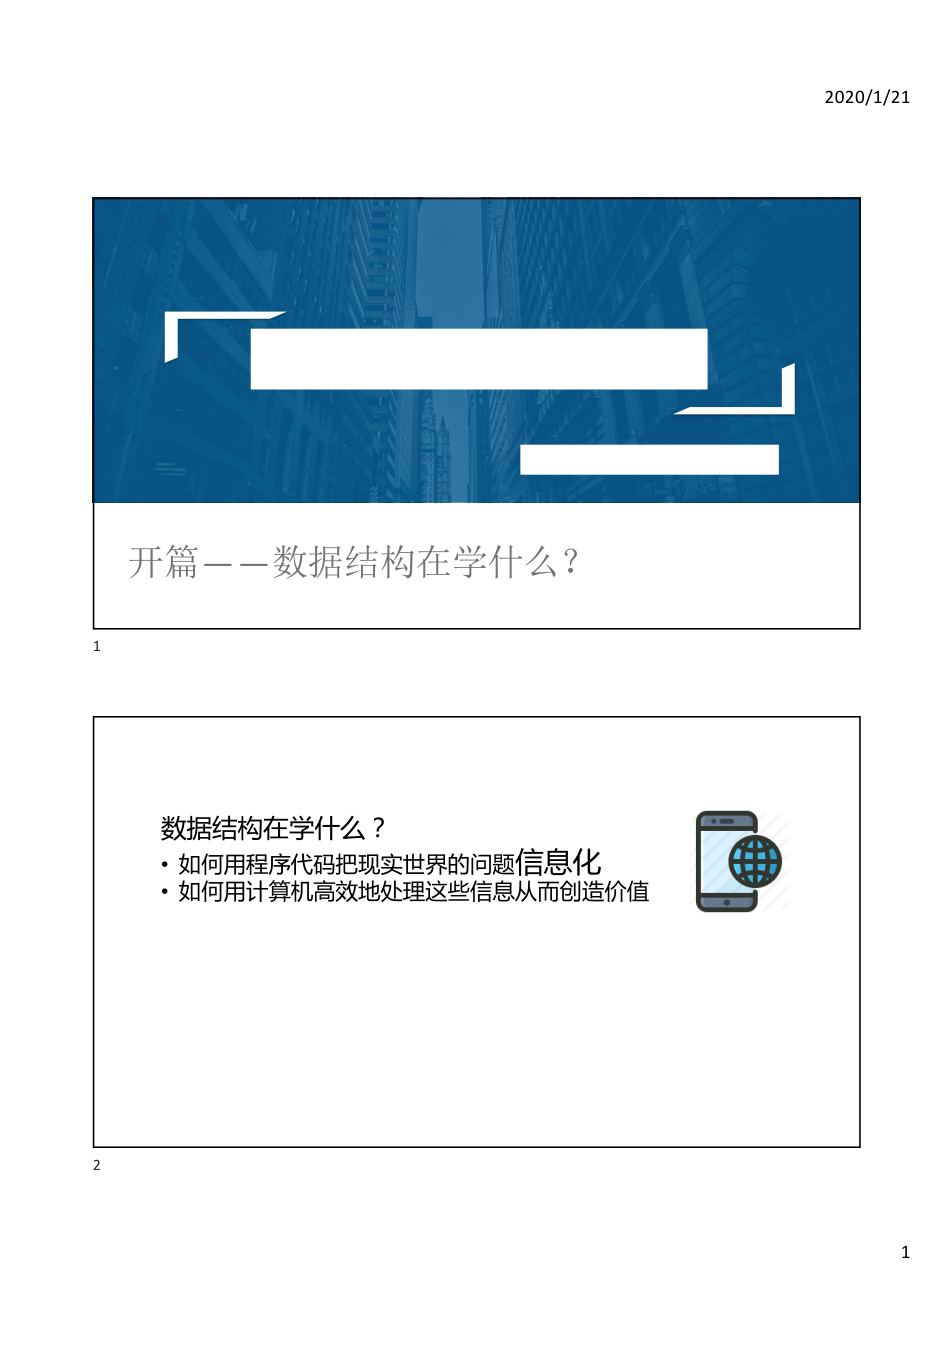 2020/1/21
开篇——数据结构在学什么？
1
数据结构在学什么？
• 如何用程序代码把现实世界的问题信息化
• 如何用计算机高效地处理这些信息从而创造价值
2
1